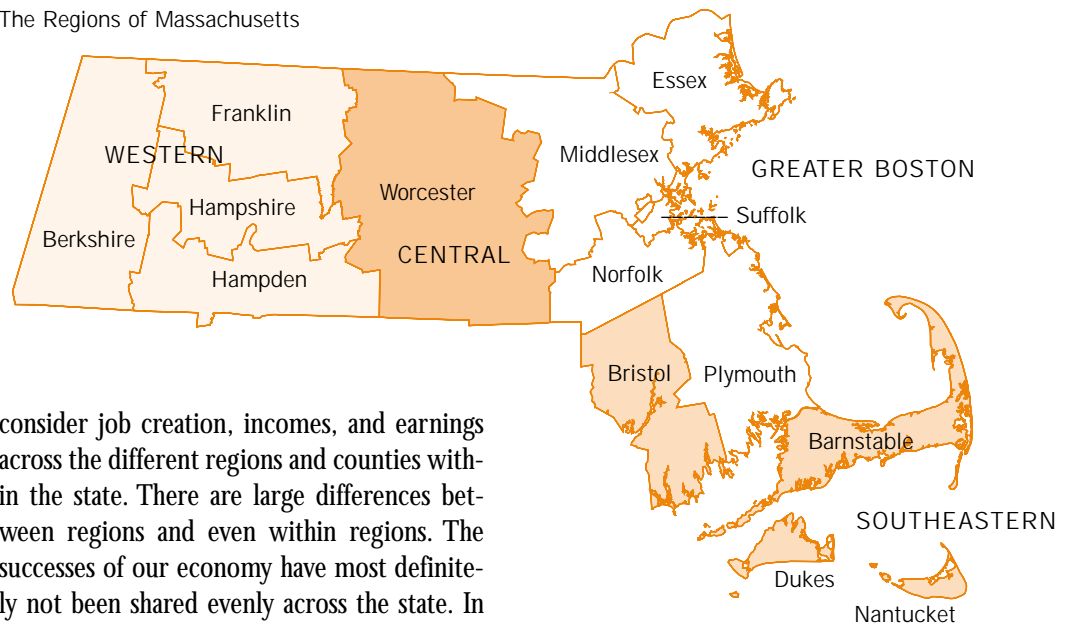 The Regions of Massachusetts
Essex
Franklin
Middlesex
WESTERN
GREATER BOSTON
Worcester
Hampshire
Suffolk
Berkshire
CENTRAL
Norfolk
Hampden
Bristol
Plymouth
Barnstable
SOUTHEASTERN
Dukes
Nantucket
consider job creation, incomes, and earnings
across the different regions and counties with-
in the state. There are large differences bet-
ween regions and even within regions. The
successes of our economy have most definite-
ly not been shared evenly across the state. In